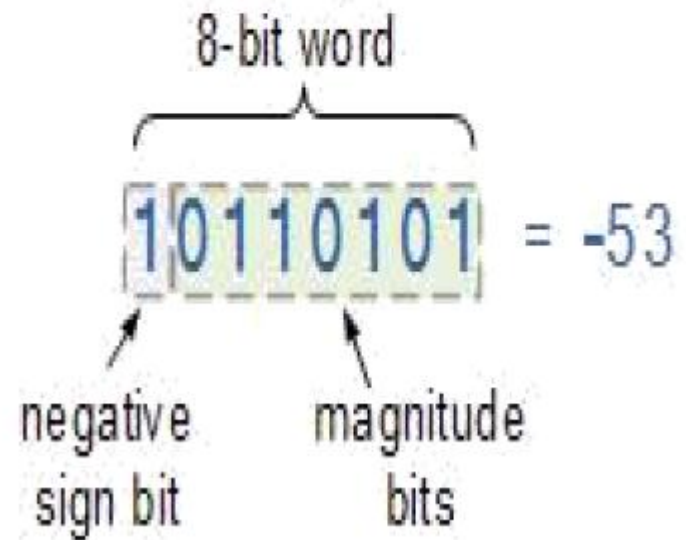 8-bit word
10110101 = -53
negative
sign bit
magnitude
bits